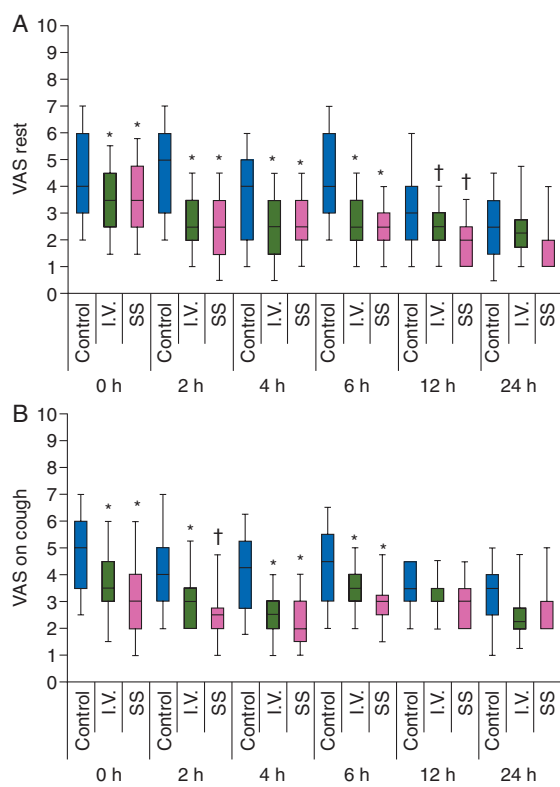 A
10
9
8
7
6
5
4
3
2
1
0
VAS rest
* * * * * * * * † †
Control I.V. SS Control I.V. SS Control I.V. SS Control I.V. SS Control I.V. SS Control I.V. SS
0 h 2 h 4 h 6 h 12 h 24 h
B
10
9
8
7
6
5
4
3
2
1
0
VAS on cough
* * * † * * * *
Control I.V. SS Control I.V. SS Control I.V. SS Control I.V. SS Control I.V. SS Control I.V. SS
0 h 2 h 4 h 6 h 12 h 24 h